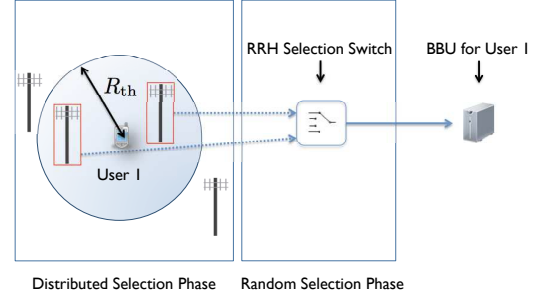 RRH Selection Switch
BBU for User 1
R_th
User 1
Distributed Selection Phase
Random Selection Phase